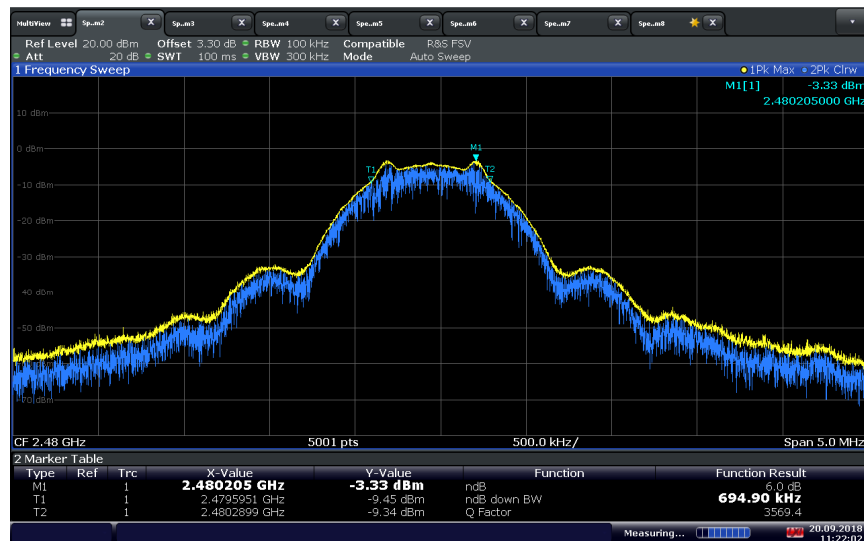 MultiView Sp..m2 X Sp..m3 X Spe..m4 X Spe..m5 X Spe..m6 X Spe..m7 X Spe..m8 X
Ref Level 20.00 dBm Offset 3.30 dB RBW 100 kHz Compatible R&S FSV
Att 20 dB SWT 100 ms VBW 300 kHz Mode Auto Sweep
1 Frequency Sweep 1Pk Max 2Pk Clrw
M1[1] -3.33 dBm
2.480205000 GHz
10 dBm
0 dBm
M1
T1 T2
-10 dBm
-20 dBm
-30 dBm
-40 dBm
-50 dBm
-70 dBm
CF 2.48 GHz 5001 pts 500.0 kHz/ Span 5.0 MHz
2 Marker Table
Type Ref Trc X-Value Y-Value Function Function Result
M1 1 2.480205 GHz -3.33 dBm ndB 6.0 dB
T1 1 2.4795951 GHz -9.45 dBm ndB down BW 694.90 kHz
T2 1 2.4802899 GHz -9.34 dBm Q Factor 3569.4
Measuring... 20.09.2018
11:22:02